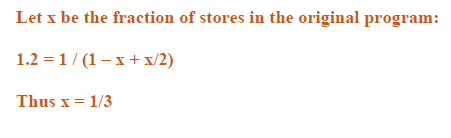 Let x be the fraction of stores in the original program:
1.2 = 1 / (1 – x + x/2)
Thus x = 1/3